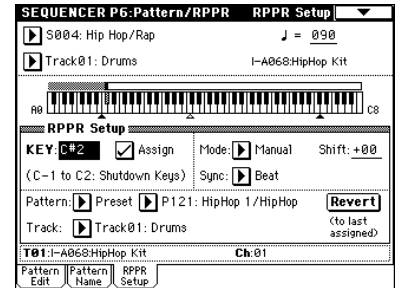 SEQUENCER P6:Pattern/RPPR RPPR Setup
S004: Hip Hop/Rap ♩ = 090
Track01: Drums I-A068:HipHop Kit
A0 C8
RPPR Setup
KEY: C#2 Assign Mode: Manual Shift: +00
(C-1 to C2: Shutdown Keys) Sync: Beat
Pattern: Preset P121: HipHop 1/HipHop Revert
Track: Track01: Drums (to last assigned)
T01:I-A068:HipHop Kit Ch:01
Pattern Edit Pattern Name RPPR Setup